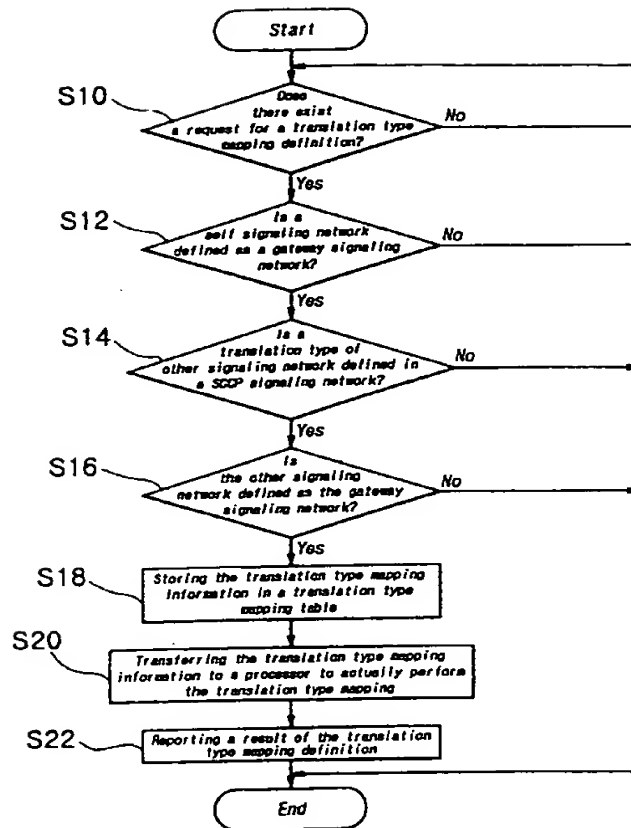 Start
S10
Does
there exist
a request for a translation type
mapping definition?
No
Yes
S12
Is a
self signaling network
defined as a gateway signaling
network?
No
Yes
S14
Is a
translation type of
other signaling network defined in
a SCCP signaling network?
No
Yes
S16
Is
the other signaling
network defined as the gateway
signaling network?
No
Yes
S18
Storing the translation type mapping
information in a translation type
mapping table
S20
Transferring the translation type mapping
information to a processor to actually perform
the translation type mapping
S22
Reporting a result of the translation
type mapping definition
End